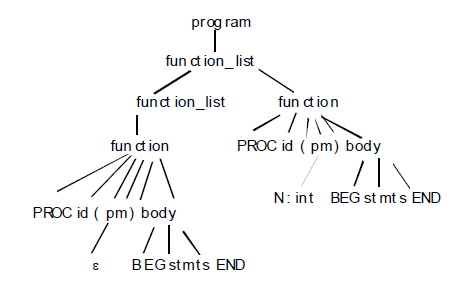 program
function_list
function_list function
function PROC id ( pm ) body
PROC id ( pm ) body N: int BEG stmts END
ε BEG stmts END